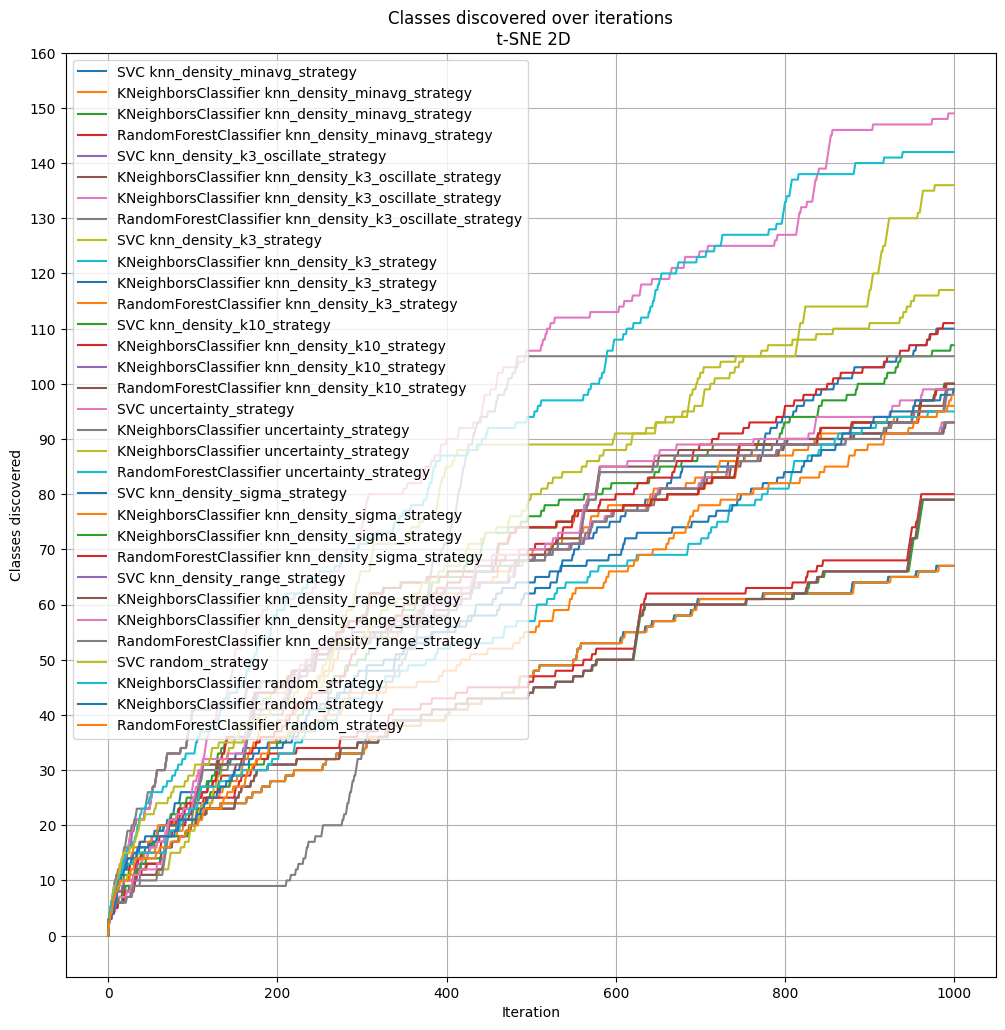 Classes discovered over iterations
t-SNE 2D
Classes discovered
160
150
140
130
120
110
100
90
80
70
60
50
40
30
20
10
0
SVC knn_density_minavg_strategy
KNeighborsClassifier knn_density_minavg_strategy
KNeighborsClassifier knn_density_minavg_strategy
RandomForestClassifier knn_density_minavg_strategy
SVC knn_density_k3_oscillate_strategy
KNeighborsClassifier knn_density_k3_oscillate_strategy
KNeighborsClassifier knn_density_k3_oscillate_strategy
RandomForestClassifier knn_density_k3_oscillate_strategy
SVC knn_density_k3_strategy
KNeighborsClassifier knn_density_k3_strategy
KNeighborsClassifier knn_density_k3_strategy
RandomForestClassifier knn_density_k3_strategy
SVC knn_density_k10_strategy
KNeighborsClassifier knn_density_k10_strategy
KNeighborsClassifier knn_density_k10_strategy
RandomForestClassifier knn_density_k10_strategy
SVC uncertainty_strategy
KNeighborsClassifier uncertainty_strategy
KNeighborsClassifier uncertainty_strategy
RandomForestClassifier uncertainty_strategy
SVC knn_density_sigma_strategy
KNeighborsClassifier knn_density_sigma_strategy
KNeighborsClassifier knn_density_sigma_strategy
RandomForestClassifier knn_density_sigma_strategy
SVC knn_density_range_strategy
KNeighborsClassifier knn_density_range_strategy
KNeighborsClassifier knn_density_range_strategy
RandomForestClassifier knn_density_range_strategy
SVC random_strategy
KNeighborsClassifier random_strategy
KNeighborsClassifier random_strategy
RandomForestClassifier random_strategy
0 200 400 600 800 1000
Iteration